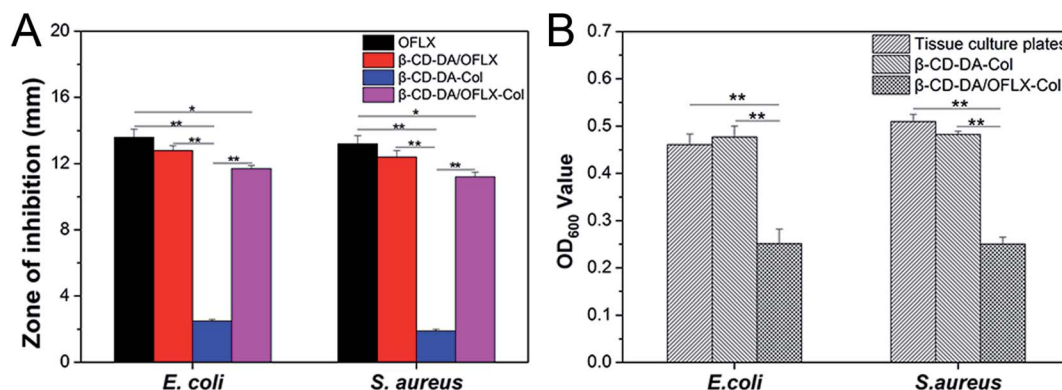 A
Zone of inhibition (mm)
20
16
12
8
4
0
OFLX
β-CD-DA/OFLX
β-CD-DA-Col
β-CD-DA/OFLX-Col
*
**
**
**
*
**
**
**
E. coli
S. aureus
B
OD600 Value
0.7
0.6
0.5
0.4
0.3
0.2
0.1
0.0
Tissue culture plates
β-CD-DA-Col
β-CD-DA/OFLX-Col
**
**
**
**
E.coli
S.aureus